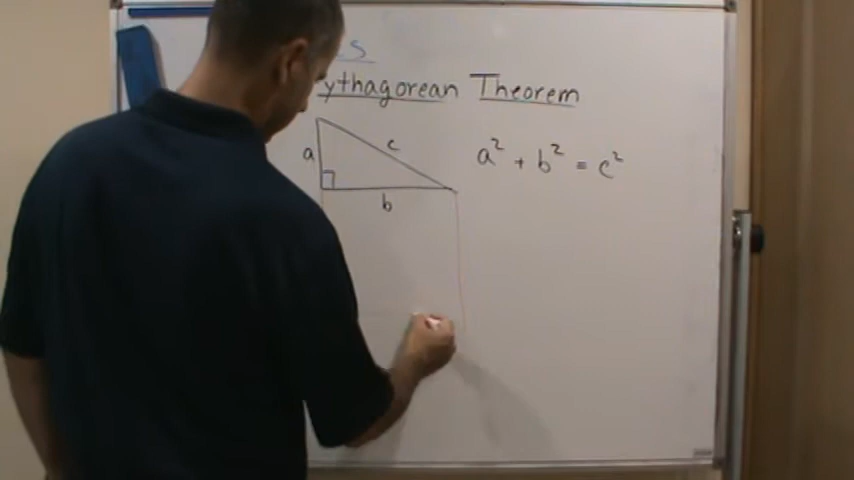 ythagorean Theorem
a
c
b
a² + b² = c²